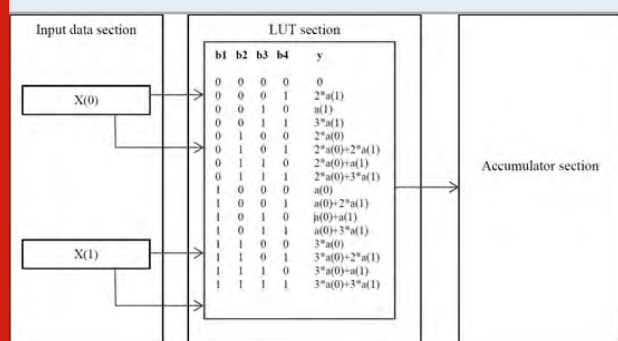 Input data section
LUT section
b1 b2 b3 b4 y
0 0 0 0 0
0 0 0 1 2*a(1)
0 0 1 0 a(1)
0 0 1 1 3*a(1)
0 1 0 0 2*a(0)
0 1 0 1 2*a(0)+2*a(1)
0 1 1 0 2*a(0)+a(1)
0 1 1 1 2*a(0)+3*a(1)
1 0 0 0 a(0)
1 0 0 1 a(0)+2*a(1)
1 0 1 0 a(0)+a(1)
1 0 1 1 a(0)+3*a(1)
1 1 0 0 3*a(0)
1 1 0 1 3*a(0)+2*a(1)
1 1 1 0 3*a(0)+a(1)
1 1 1 1 3*a(0)+3*a(1)
X(0)
X(1)
Accumulator section